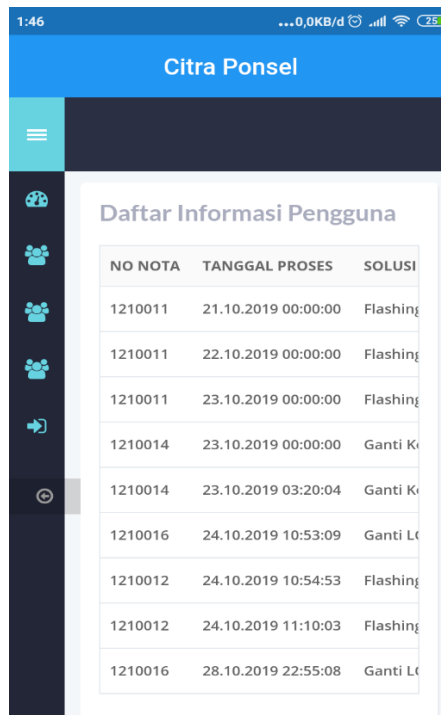 1:46 ...0,0KB/d 25
Citra Ponsel
Daftar Informasi Pengguna
NO NOTA TANGGAL PROSES SOLUSI
1210011 21.10.2019 00:00:00 Flashing
1210011 22.10.2019 00:00:00 Flashing
1210011 23.10.2019 00:00:00 Flashing
1210014 23.10.2019 00:00:00 Ganti
1210014 23.10.2019 03:20:04 Ganti
1210016 24.10.2019 10:53:09 Ganti
1210012 24.10.2019 10:54:53 Flashing
1210012 24.10.2019 11:10:03 Flashing
1210016 28.10.2019 22:55:08 Ganti